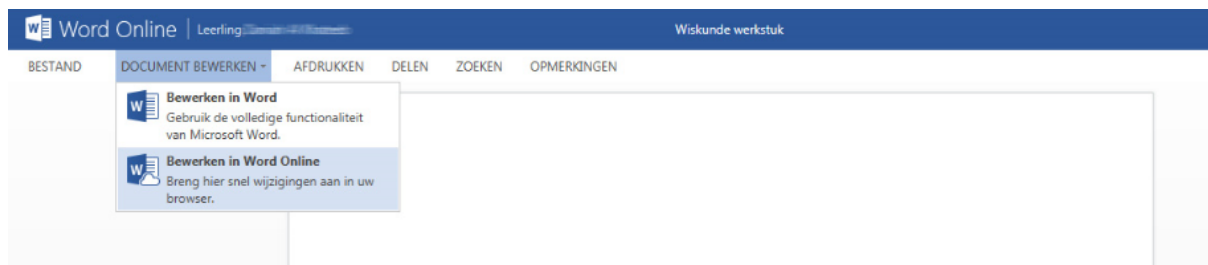 Word Online | Leerling
Wiskunde werkstuk
BESTAND DOCUMENT BEWERKEN AFDRUKKEN DELEN ZOEKEN OPMERKINGEN
Bewerken in Word
Gebruik de volledige functionaliteit
van Microsoft Word.
Bewerken in Word Online
Breng hier snel wijzigingen aan in uw
browser.